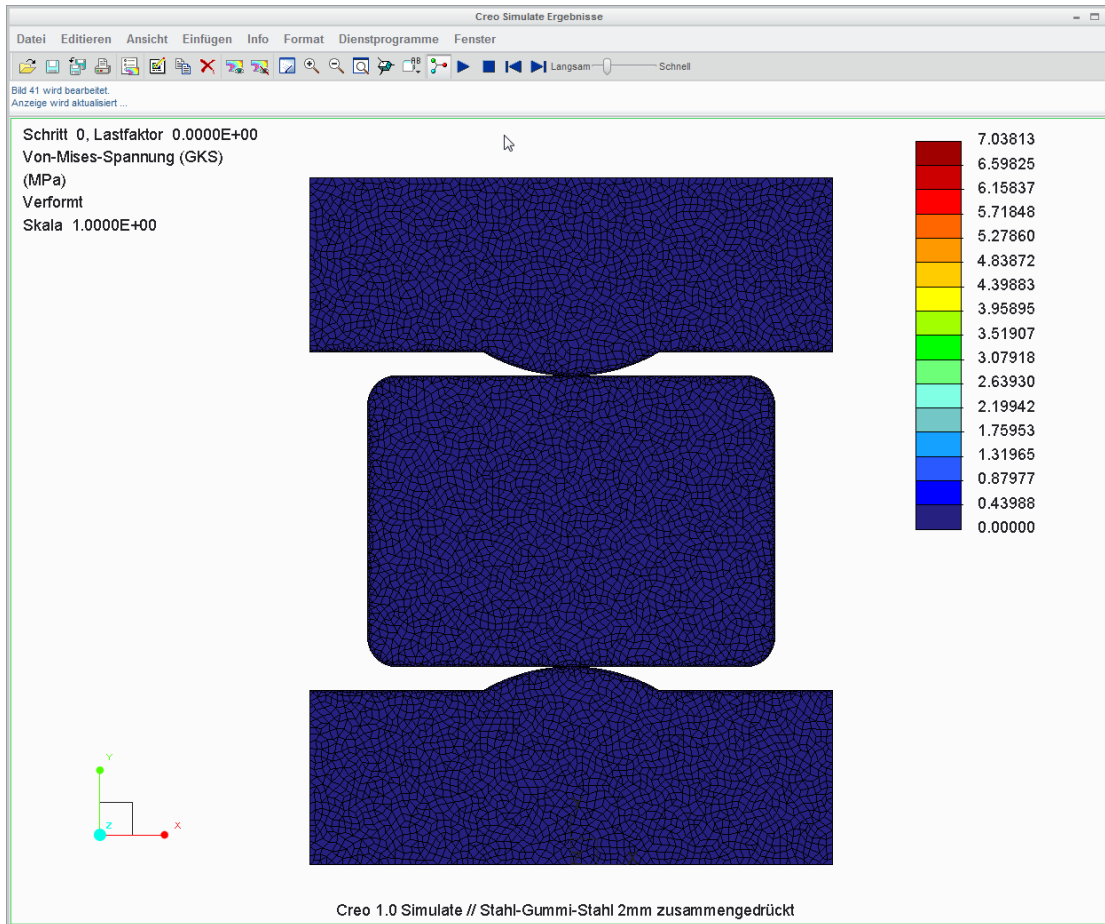 Creo Simulate Ergebnisse
Datei Editieren Ansicht Einfügen Info Format Dienstprogramme Fenster
Langsam Schnell
Bild 41 wird bearbeitet.
Anzeige wird aktualisiert ...
Schritt 0, Lastfaktor 0.0000E+00
Von-Mises-Spannung (GKS)
(MPa)
Verformt
Skala 1.0000E+00
7.03813
6.59825
6.15837
5.71848
5.27860
4.83872
4.39883
3.95895
3.51907
3.07918
2.63930
2.19942
1.75953
1.31965
0.87977
0.43988
0.00000
Y
Z
X
Creo 1.0 Simulate // Stahl-Gummi-Stahl 2mm zusammengedrückt